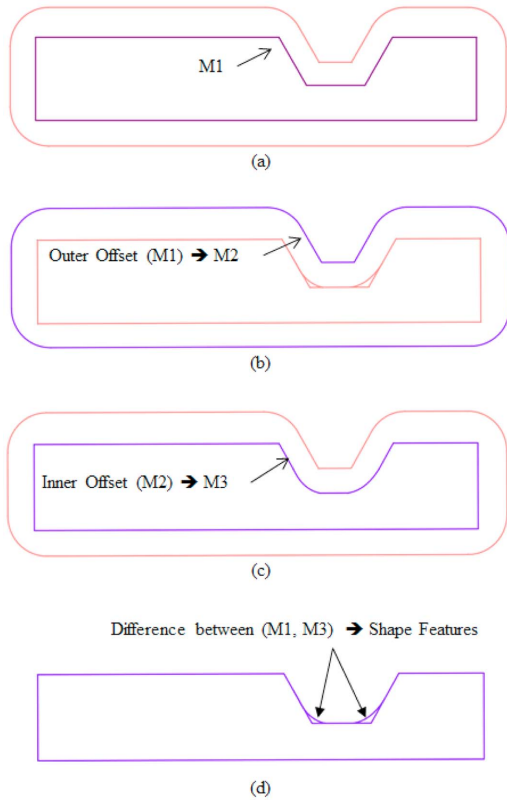 M1
(a)
Outer Offset (M1) ➔ M2
(b)
Inner Offset (M2) ➔ M3
(c)
Difference between (M1, M3) ➔ Shape Features
(d)